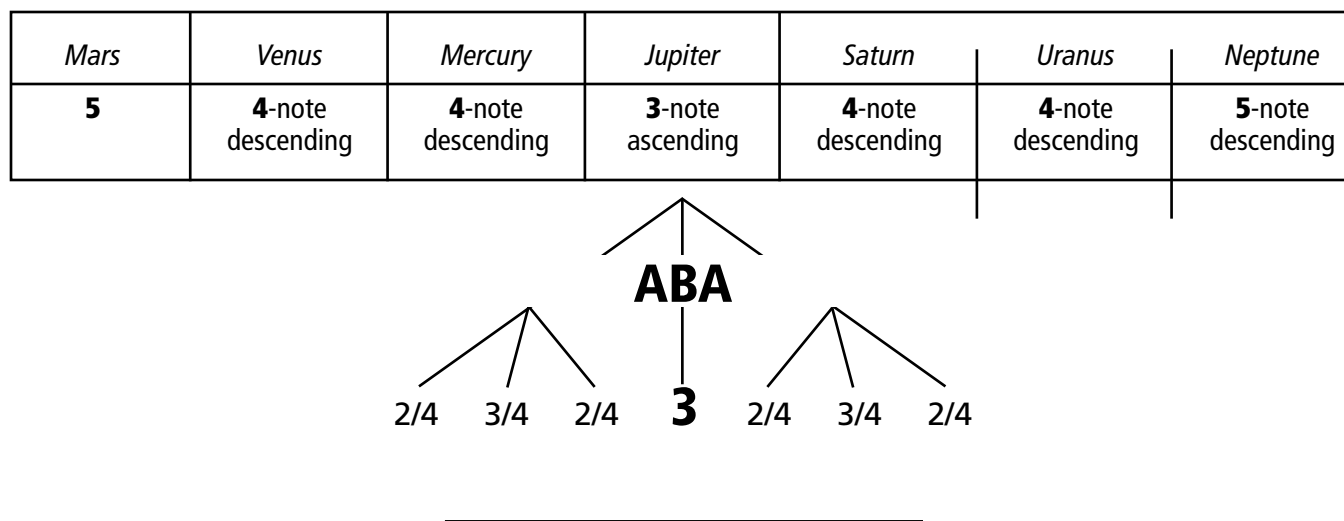 Mars Venus Mercury Jupiter Saturn Uranus Neptune
5 4-note 4-note 3-note 4-note 4-note 5-note
descending descending ascending descending descending descending
ABA
2/4 3/4 2/4 3 2/4 3/4 2/4